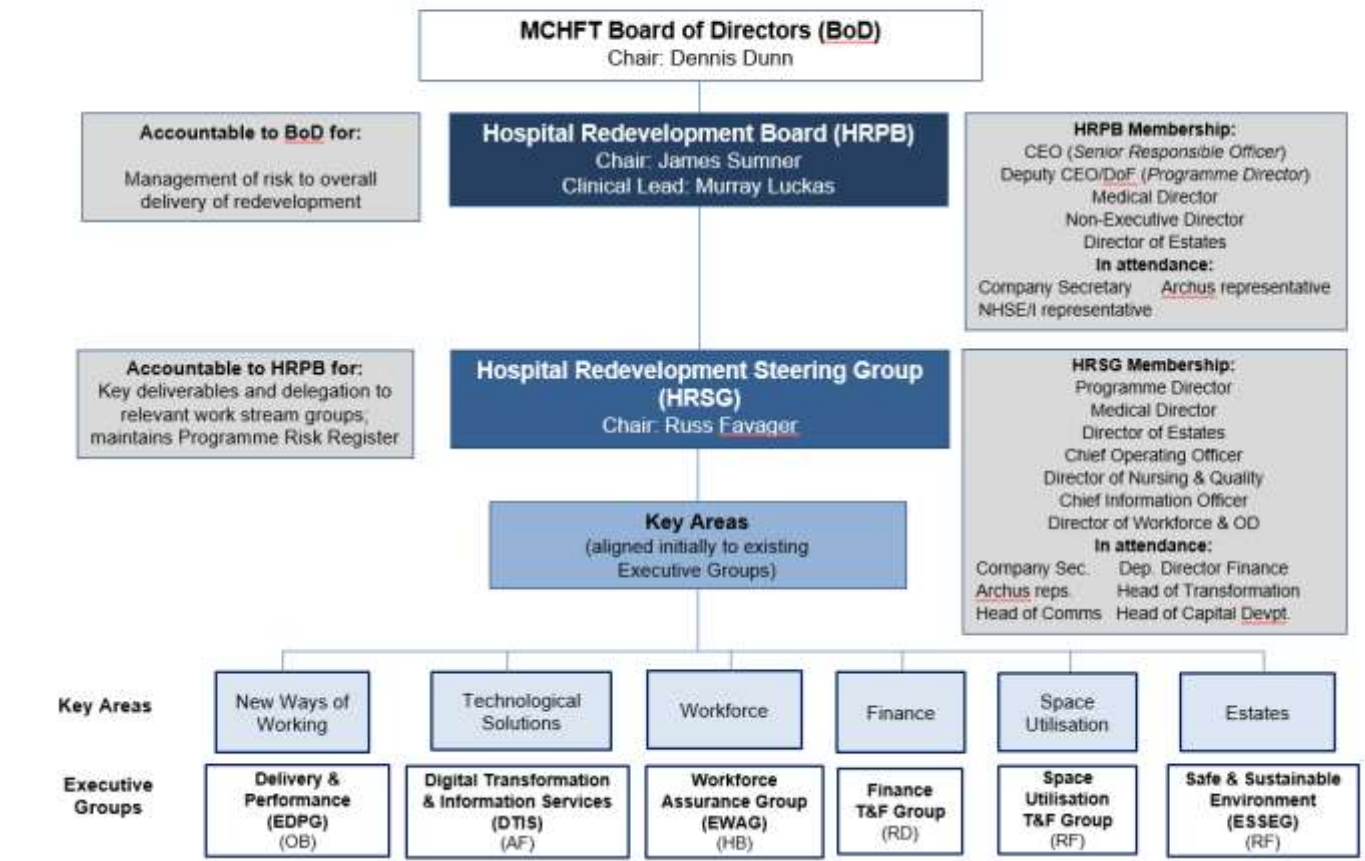 MCHFT Board of Directors (BoD)
Chair: Dennis Dunn
Accountable to BoD for:
Management of risk to overall
delivery of redevelopment
Hospital Redevelopment Board (HRPB)
Chair: James Sumner
Clinical Lead: Murray Luckas
HRPB Membership:
CEO (Senior Responsible Officer)
Deputy CEO/DoF (Programme Director)
Medical Director
Non-Executive Director
Director of Estates
In attendance:
Company Secretary Archus representative
NHSE/I representative
Accountable to HRPB for:
Key deliverables and delegation to
relevant work stream groups;
maintains Programme Risk Register
Hospital Redevelopment Steering Group
(HRSG)
Chair: Russ Favager
HRSG Membership:
Programme Director
Medical Director
Director of Estates
Chief Operating Officer
Director of Nursing & Quality
Chief Information Officer
Director of Workforce & OD
In attendance:
Company Sec. Dep. Director Finance
Archus reps. Head of Transformation
Head of Comms Head of Capital Devpt.
Key Areas
(aligned initially to existing
Executive Groups)
Key Areas
New Ways of
Working
Technological
Solutions
Workforce
Finance
Space
Utilisation
Estates
Executive
Groups
Delivery &
Performance
(EDPG)
(OB)
Digital Transformation
& Information Services
(DTIS)
(AF)
Workforce
Assurance Group
(EWAG)
(HB)
Finance
T&F Group
(RD)
Space
Utilisation
T&F Group
(RF)
Safe & Sustainable
Environment
(ESSEG)
(RF)